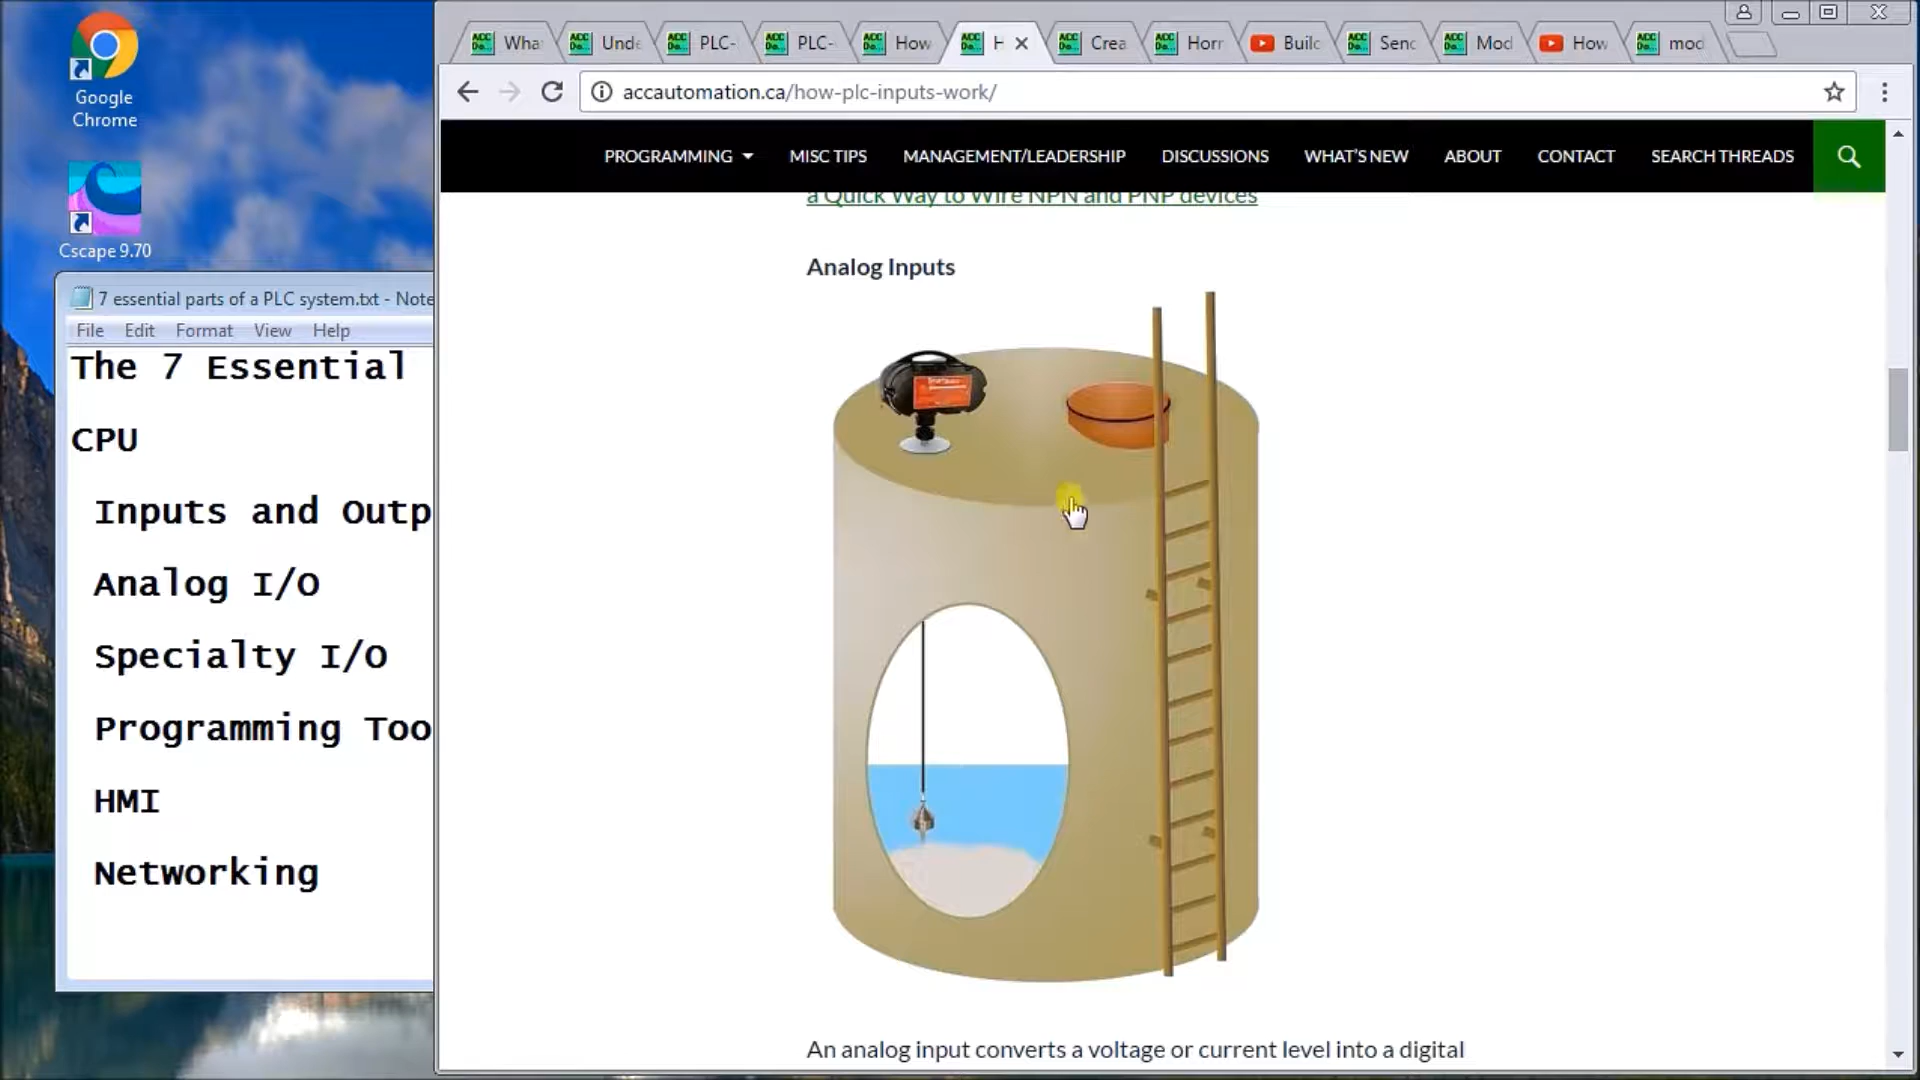 Google
Chrome
Cscape 9.70
7 essential parts of a PLC system.txt - Note
File Edit Format View Help
The 7 Essential
CPU
Inputs and Outp
Analog I/O
Specialty I/O
Programming Too
HMI
Networking
Wha Unde PLC- PLC- How H Crea Horr Builc Senc Mod How mod
accautomation.ca/how-plc-inputs-work/
PROGRAMMING MISC TIPS MANAGEMENT/LEADERSHIP DISCUSSIONS WHAT'S NEW ABOUT CONTACT SEARCH THREADS
a Quick Way to Wire NPN and PNP devices
Analog Inputs
An analog input converts a voltage or current level into a digital